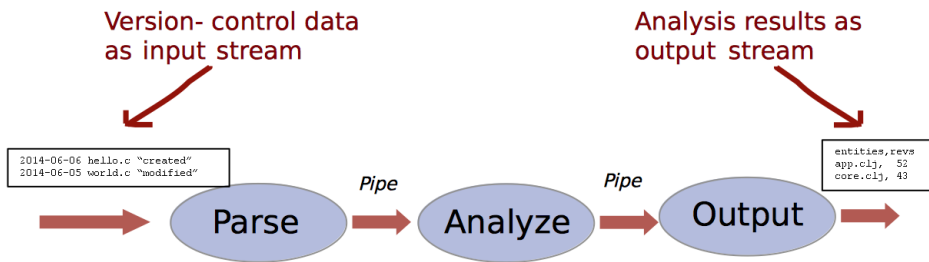 Version- control data
as input stream
Analysis results as
output stream
2014-06-06 hello.c “created”
2014-06-05 world.c “modified”
entities,revs
app.clj, 52
core.clj, 43
Pipe
Pipe
Parse
Analyze
Output